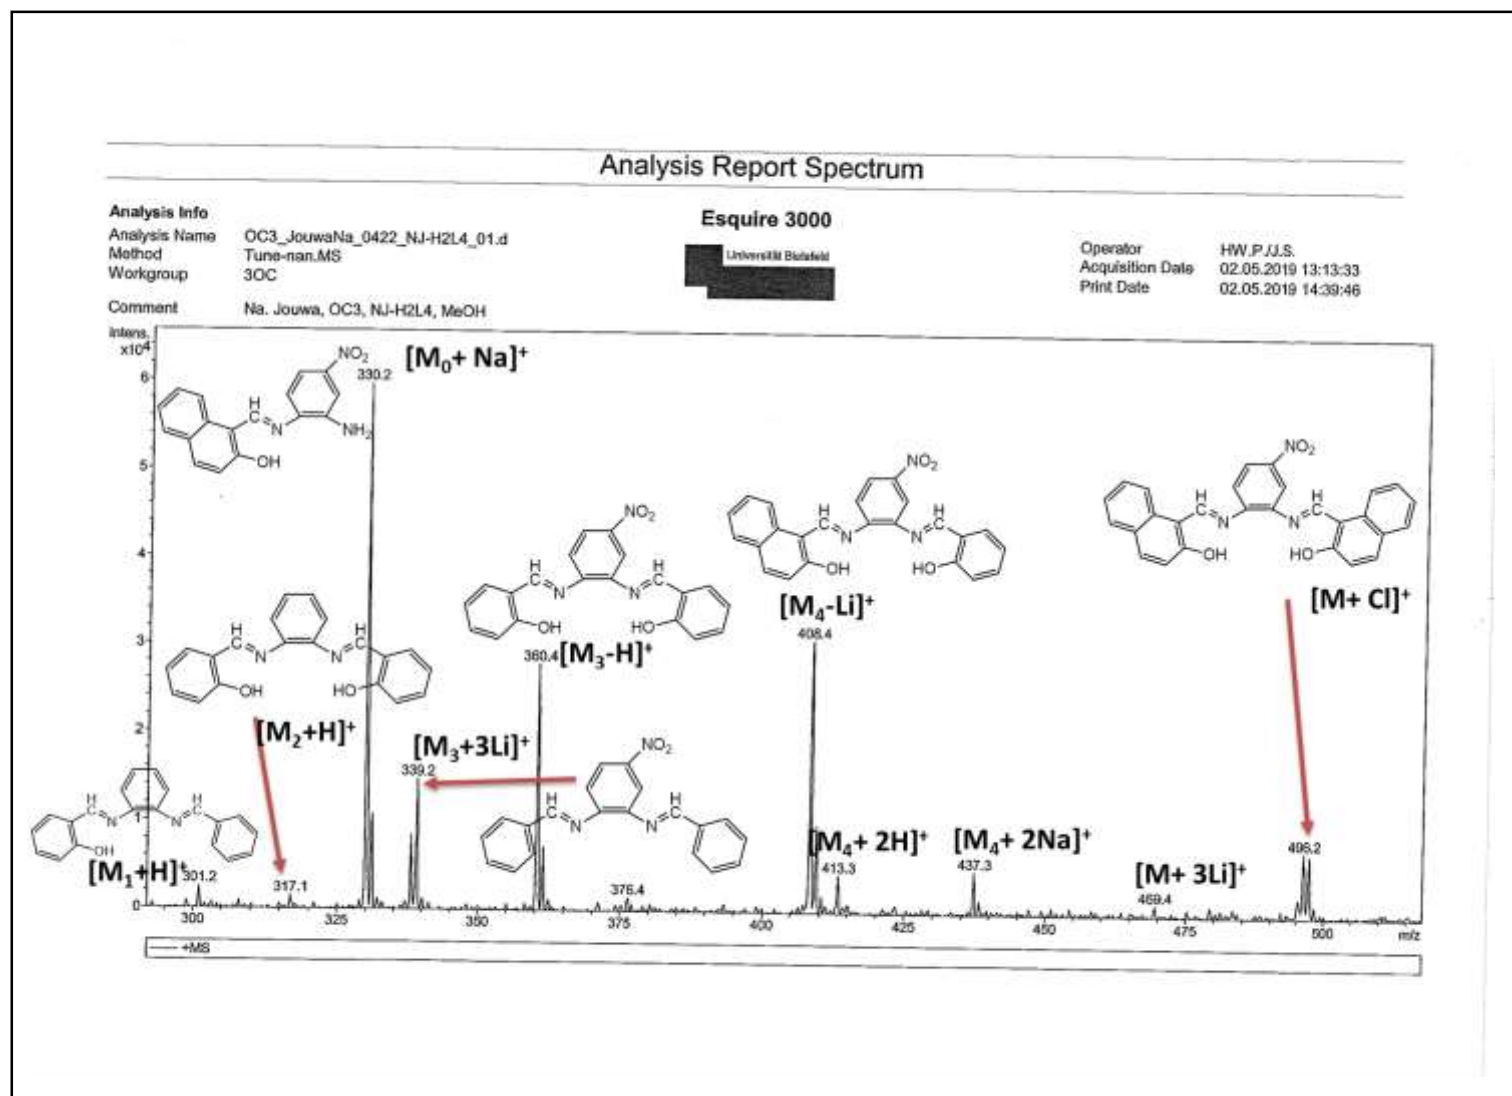 Analysis Report Spectrum
Analysis Info
Analysis Name OC3_JouwaNa_0422_NJ-H2L4_01.d
Method Tune-nan.MS
Workgroup 3OC
Comment Na. Jouwa, OC3, NJ-H2L4, MeOH
Esquire 3000
Universität Bielefeld
Operator HW.P./J.S.
Acquisition Date 02.05.2019 13:13:33
Print Date 02.05.2019 14:39:46
Intens.
x10⁴
6
5
4
3
2
1
0
[M₀+ Na]⁺
330.2
NO₂
H
C
N
NH₂
OH
H
C
N
N
H
C
OH
HO
[M₂+H]⁺
317.1
H
C
N
N
H
C
OH
[M₁+H]⁺
301.2
[M₃+3Li]⁺
339.2
NO₂
H
C
N
N
H
C
NO₂
H
C
N
N
H
C
OH
HO
[M₃-H]⁺
360.4
376.4
NO₂
H
C
N
N
H
C
OH
HO
[M₄-Li]⁺
408.4
[M₄+ 2H]⁺
413.3
[M₄+ 2Na]⁺
437.3
[M+ 3Li]⁺
469.4
NO₂
H
C
N
N
H
C
OH
HO
[M+ Cl]⁺
496.2
300 325 350 375 400 425 450 475 500 m/z
+MS